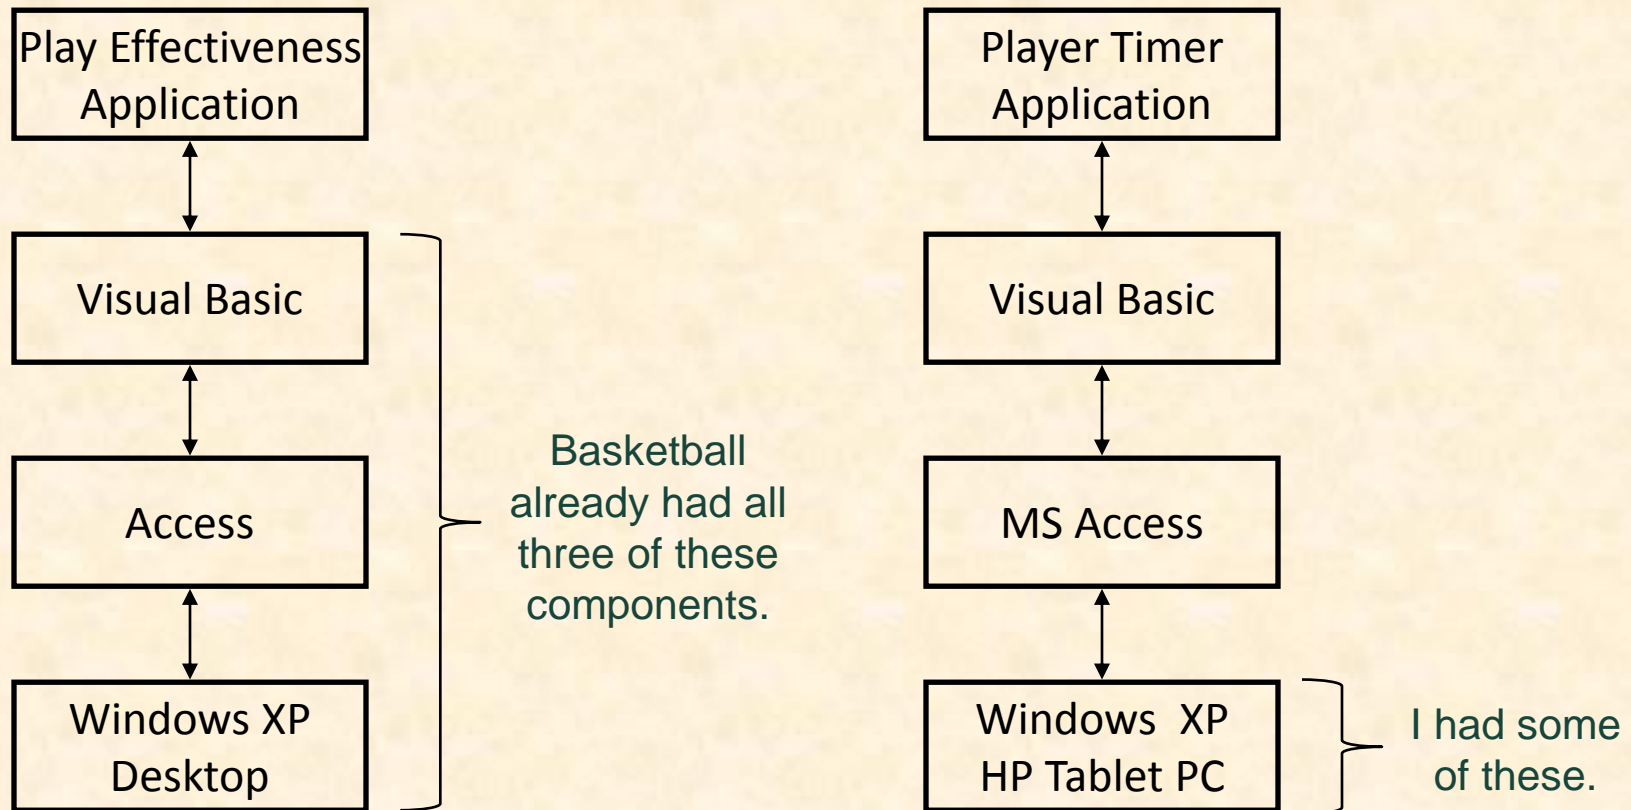 Play Effectiveness
Application
Visual Basic
Access
Windows XP
Desktop
Basketball
already had all
three of these
components.
Player Timer
Application
Visual Basic
MS Access
Windows  XP
HP Tablet PC
I had some
of these.